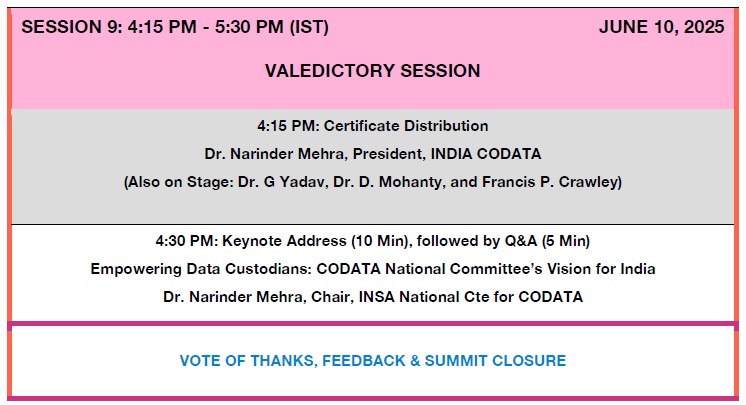 SESSION 9: 4:15 PM - 5:30 PM (IST) JUNE 10, 2025
VALEDICTORY SESSION
4:15 PM: Certificate Distribution
Dr. Narinder Mehra, President, INDIA CODATA
(Also on Stage: Dr. G Yadav, Dr. D. Mohanty, and Francis P. Crawley)
4:30 PM: Keynote Address (10 Min), followed by Q&A (5 Min)
Empowering Data Custodians: CODATA National Committee’s Vision for India
Dr. Narinder Mehra, Chair, INSA National Cte for CODATA
VOTE OF THANKS, FEEDBACK & SUMMIT CLOSURE